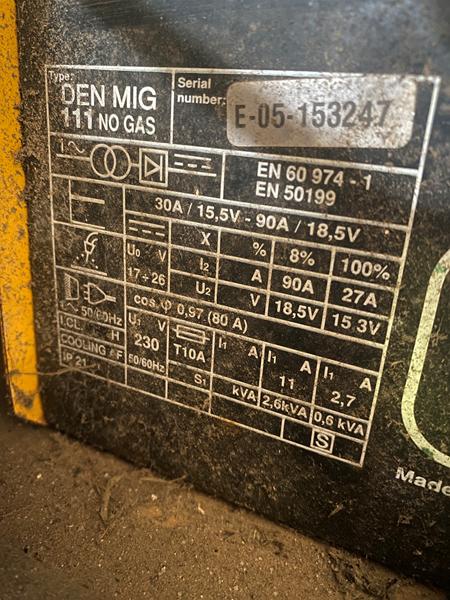 Type:
DEN MIG
111 NO GAS
Serial
number:
E-05-153247
1 ~
EN 60 974 - 1
EN 50199
30A / 15,5V - 90A / 18,5V
X % 8% 100%
U₀ V
17÷26
I₂ A 90A 27A
U₂ V 18,5V 15,3V
cos φ 0,97 (80 A)
50/60Hz
U₁ V
230
50/60Hz
T10A
I₁ A
I₁ A
11
I₁ A
2,7
S₁ kVA 2,6kVA 0,6 kVA
I.CL. H
COOLING AF
IP 21
S
Made